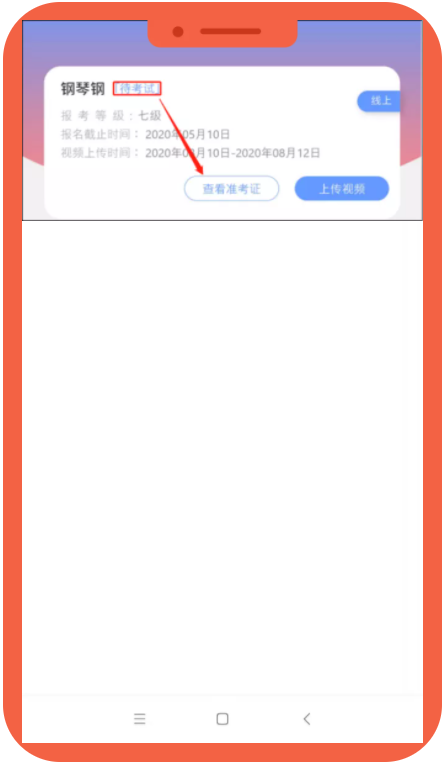 钢琴钢 [待考试]
线上
报 考 等 级：七级
报名截止时间： 2020年05月10日
视频上传时间： 2020年0月10日-2020年08月12日
查看准考证
上传视频